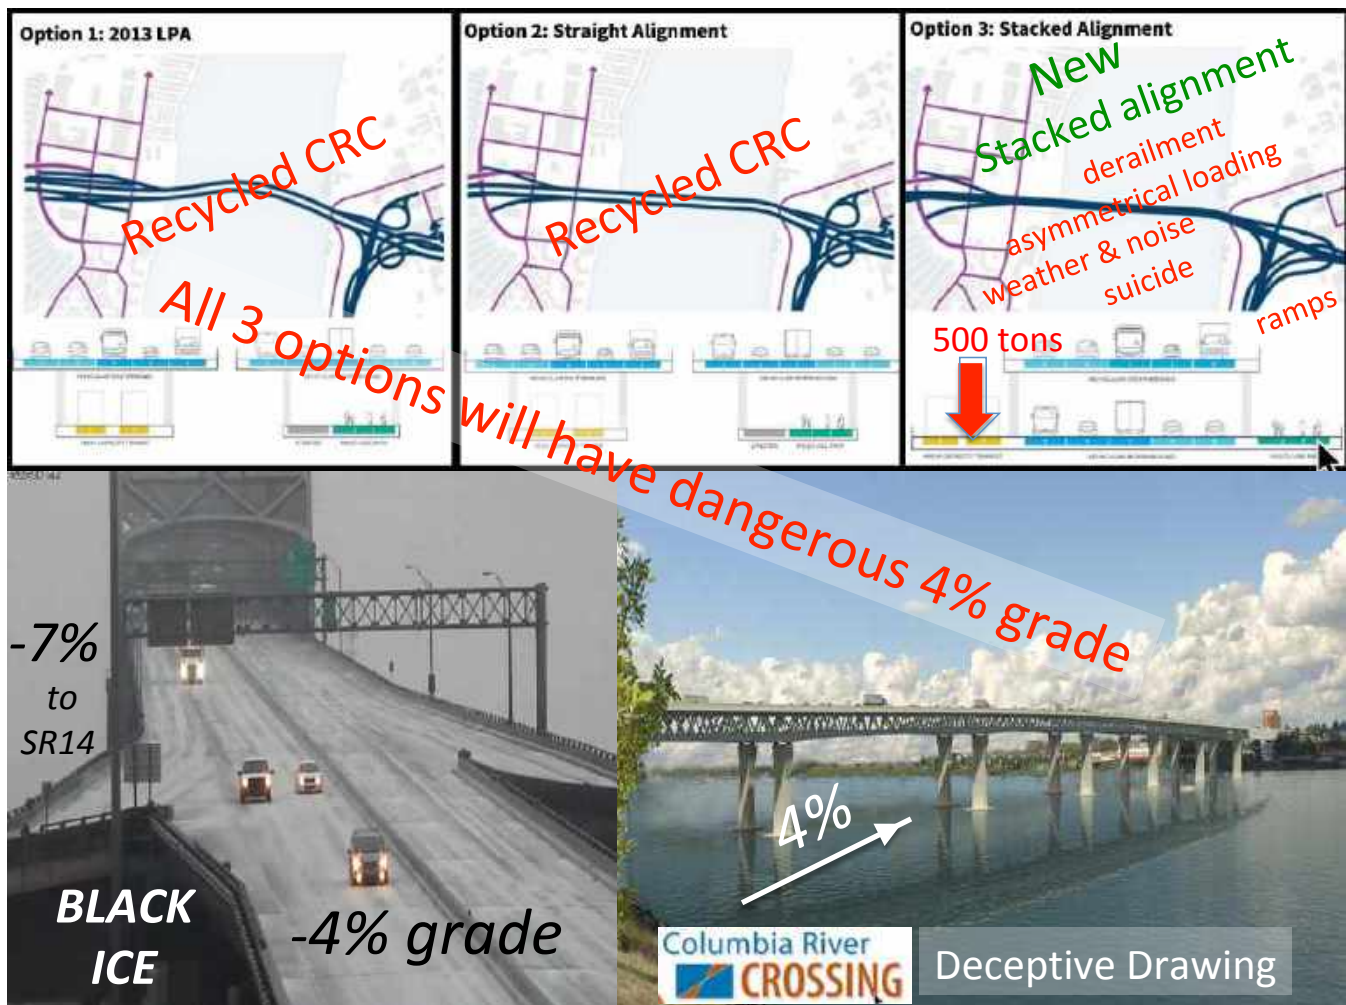 Option 1: 2013 LPA
Option 2: Straight Alignment
Option 3: Stacked Alignment
Recycled CRC
Recycled CRC
New
Stacked alignment
derailment
asymmetrical loading
weather & noise
suicide
ramps
500 tons
All 3 options will have dangerous 4% grade
-7%
to
SR14
BLACK
ICE
-4% grade
4%
Columbia River
CROSSING
Deceptive Drawing